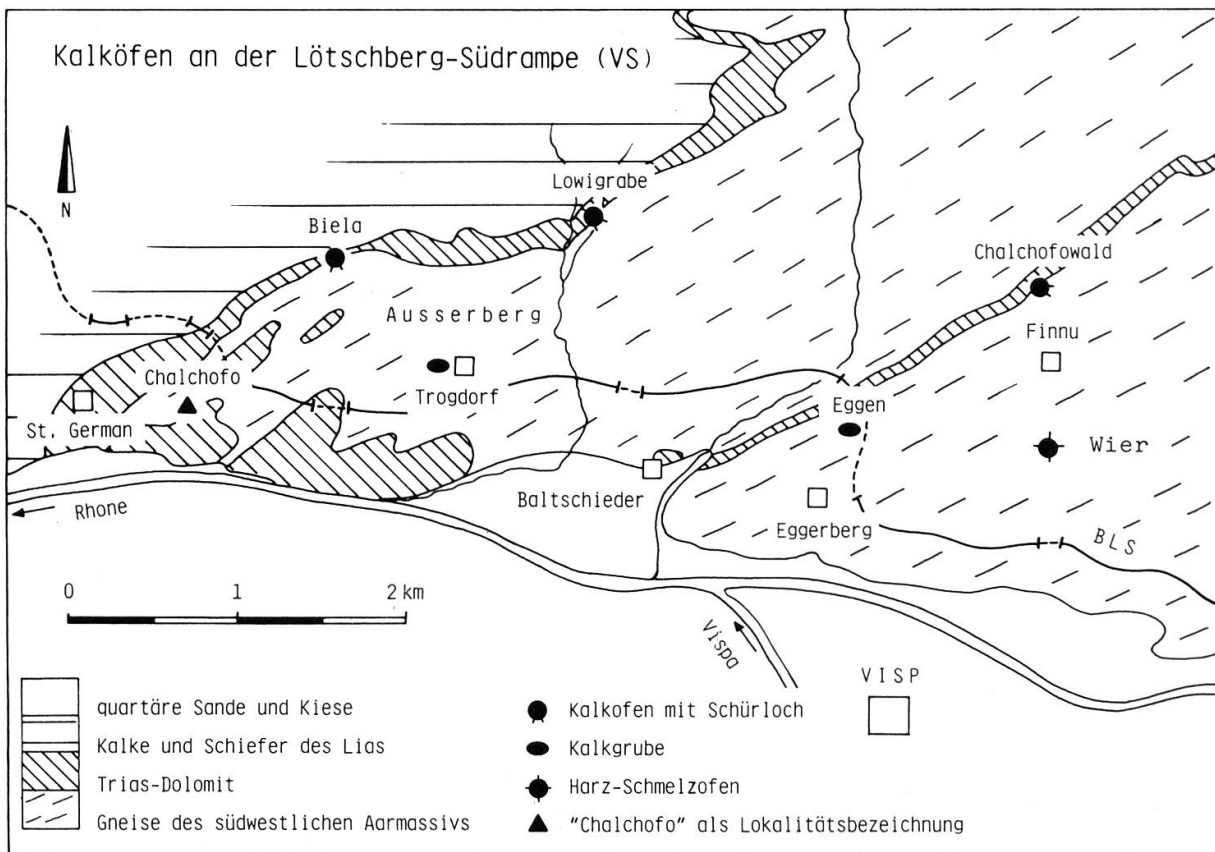 Kalköfen an der Lötschberg-Südrampe (VS)
N
Lowigrabe
Biela
Chalchofowald
Ausserberg
Finnu
Chalchofo
Trogdorf
Eggen
St. German
Wier
Baltschieder
Eggerberg
Rhone
BLS
0 1 2 km
Vispa
VISP
quartäre Sande und Kiese
Kalke und Schiefer des Lias
Trias-Dolomit
Gneise des südwestlichen Aarmassivs
Kalkofen mit Schürloch
Kalkgrube
Harz-Schmelzofen
"Chalchofo" als Lokalitätsbezeichnung